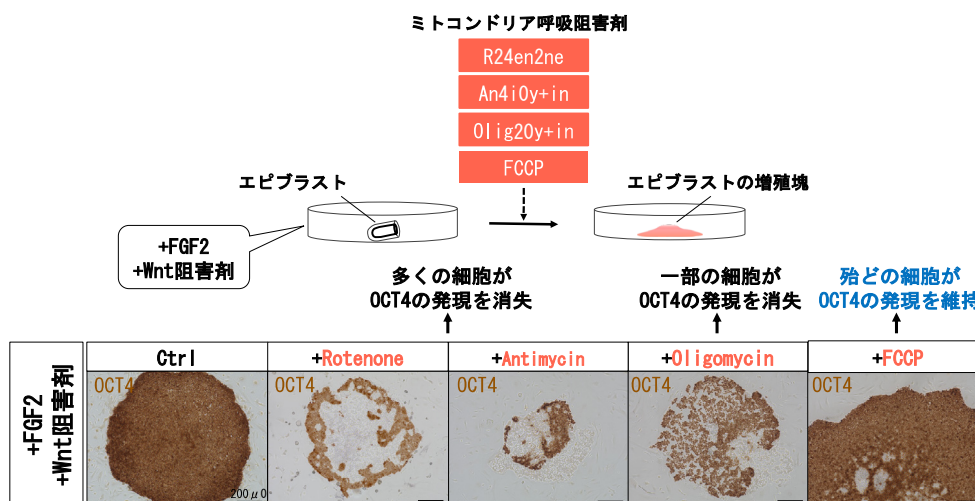 ミトコンドリア呼吸阻害剤
R24en2ne
An4i0y+in
Olig20y+in
FCCP
エピブラスト
エピブラストの増殖塊
+FGF2
+Wnt阻害剤
多くの細胞が
OCT4の発現を消失
一部の細胞が
OCT4の発現を消失
殆どの細胞が
OCT4の発現を維持
+FGF2
+Wnt阻害剤
Ctrl
+Rotenone
+Antimycin
+Oligomycin
+FCCP
OCT4
OCT4
OCT4
OCT4
OCT4
200μ0